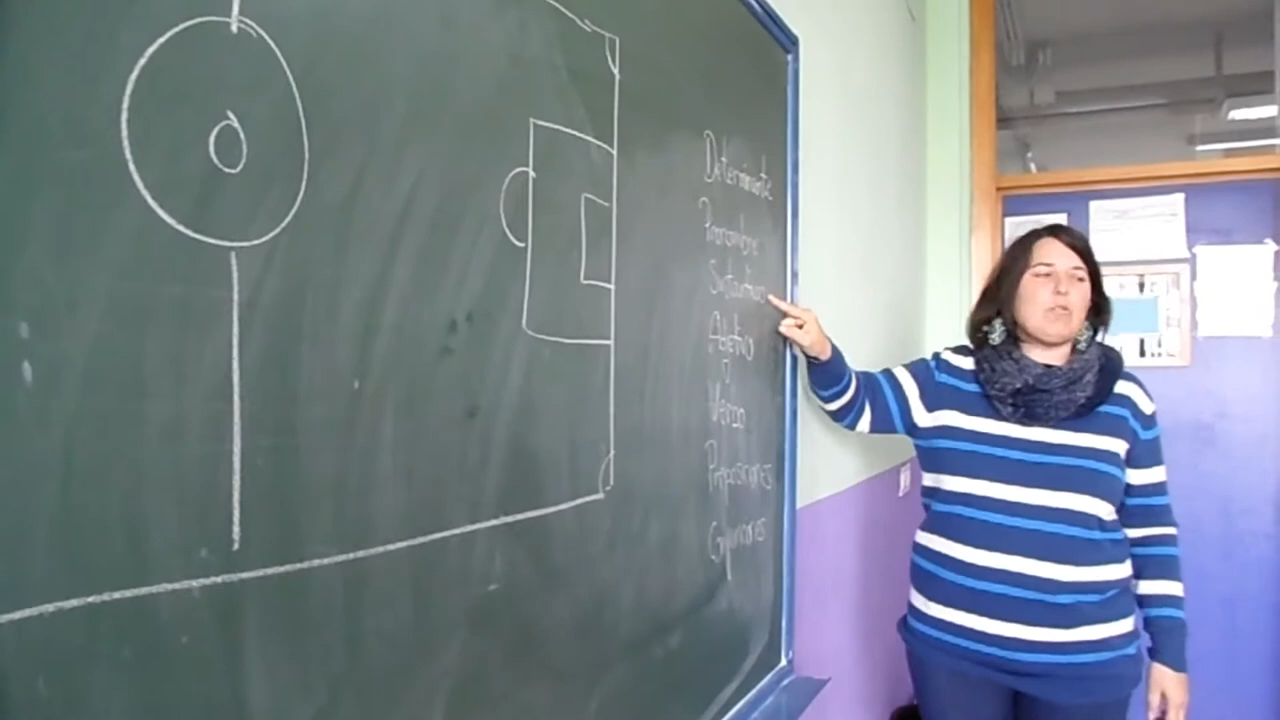 Determinante
Pronombre
Sustantivo
Adjetivo
Verbo
Preposiciones
Conjunciones